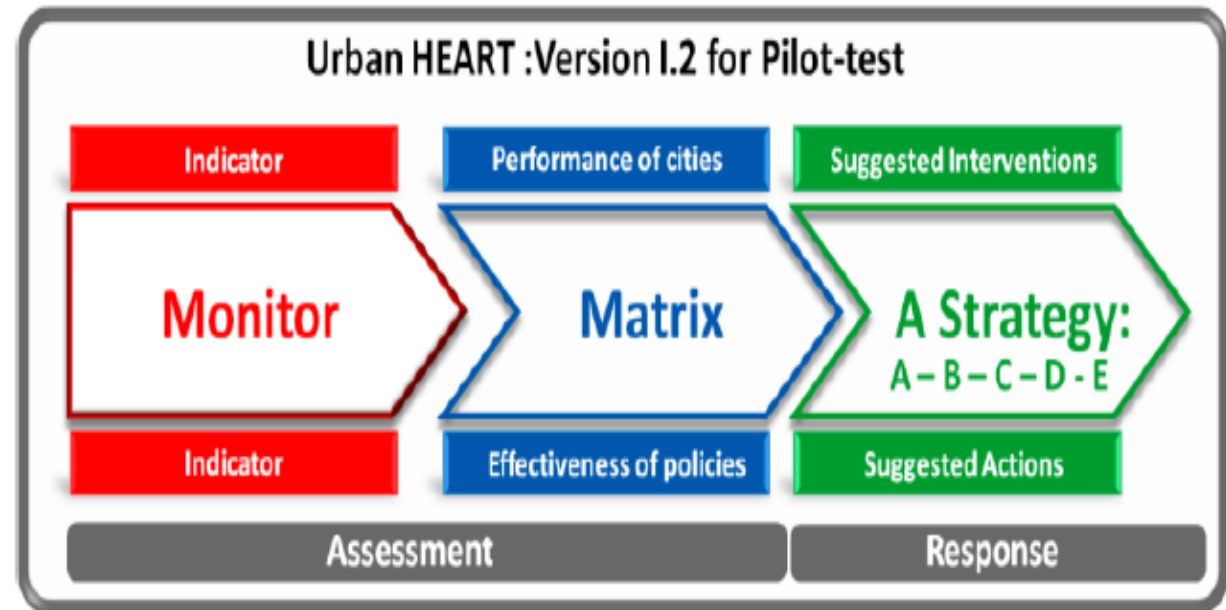 Urban HEART :Version I.2 for Pilot-test
Indicator
Performance of cities
Suggested Interventions
Monitor
Matrix
A Strategy:
A – B – C – D - E
Indicator
Effectiveness of policies
Suggested Actions
Assessment
Response